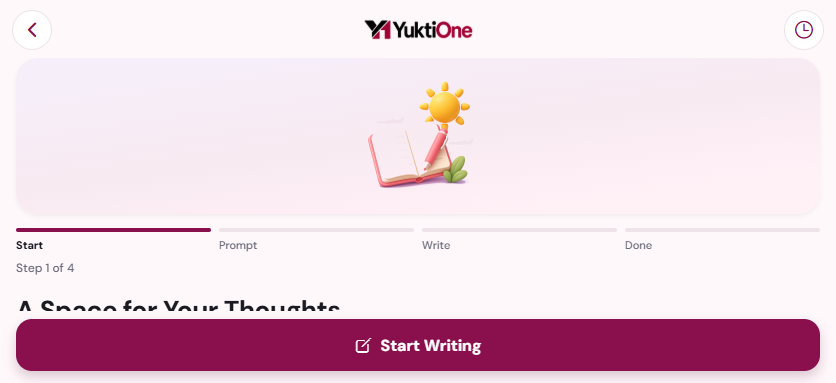 YuktiOne
Start
Prompt
Write
Done
Step 1 of 4
A Space for Your Thoughts
Start Writing